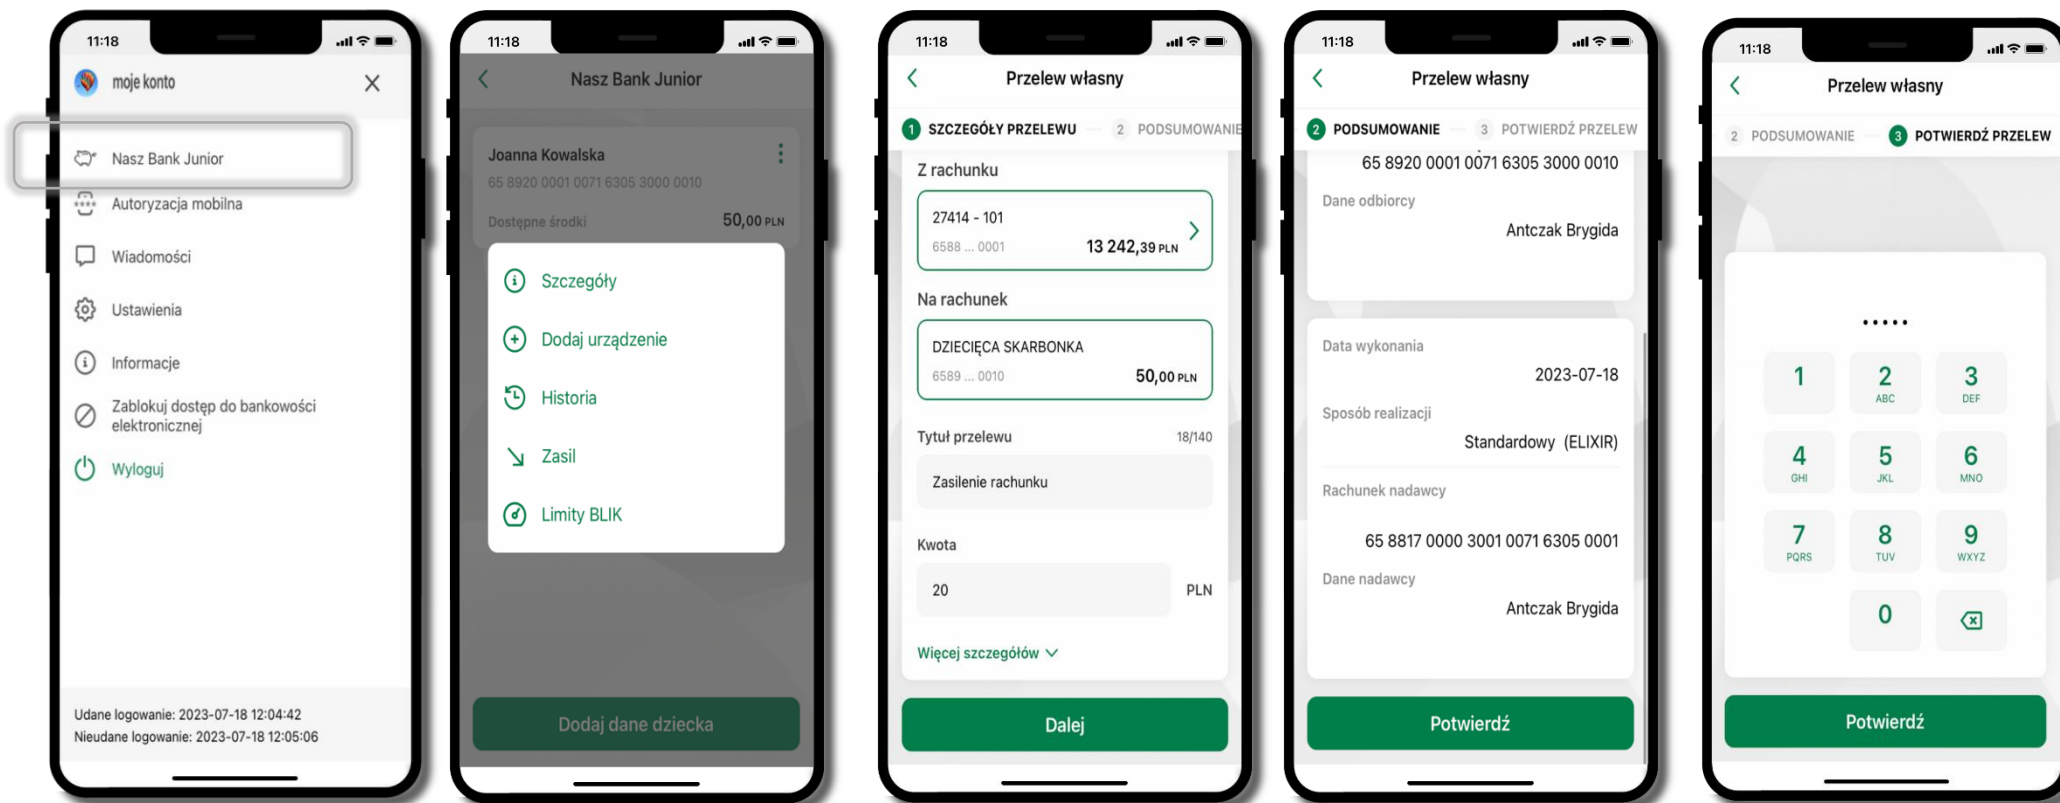 11:18
moje konto
Nasz Bank Junior
Autoryzacja mobilna
Wiadomości
Ustawienia
Informacje
Zablokuj dostęp do bankowości
elektronicznej
Wyloguj
Udane logowanie: 2023-07-18 12:04:42
Nieudane logowanie: 2023-07-18 12:05:06
11:18
Nasz Bank Junior
Joanna Kowalska
65 8920 0001 0071 6305 3000 0010
Dostępne środki 50,00 PLN
Szczegóły
Dodaj urządzenie
Historia
Zasil
Limity BLIK
Dodaj dane dziecka
11:18
Przelew własny
1 SZCZEGÓŁY PRZELEWU 2 PODSUMOWANIE
Z rachunku
27414 - 101
6588 ... 0001 13 242,39 PLN
Na rachunek
DZIECIĘCA SKARBONKA
6589 ... 0010 50,00 PLN
Tytuł przelewu 18/140
Zasilenie rachunku
Kwota
20 PLN
Więcej szczegółów
Dalej
11:18
Przelew własny
2 PODSUMOWANIE 3 POTWIERDŹ PRZELEW
65 8920 0001 0071 6305 3000 0010
Dane odbiorcy
Antczak Brygida
Data wykonania
2023-07-18
Sposób realizacji
Standardowy (ELIXIR)
Rachunek nadawcy
65 8817 0000 3001 0071 6305 0001
Dane nadawcy
Antczak Brygida
Potwierdź
11:18
Przelew własny
2 PODSUMOWANIE 3 POTWIERDŹ PRZELEW
•••••
1 2 3
ABC DEF
4 5 6
GHI JKL MNO
7 8 9
PQRS TUV WXYZ
0
Potwierdź